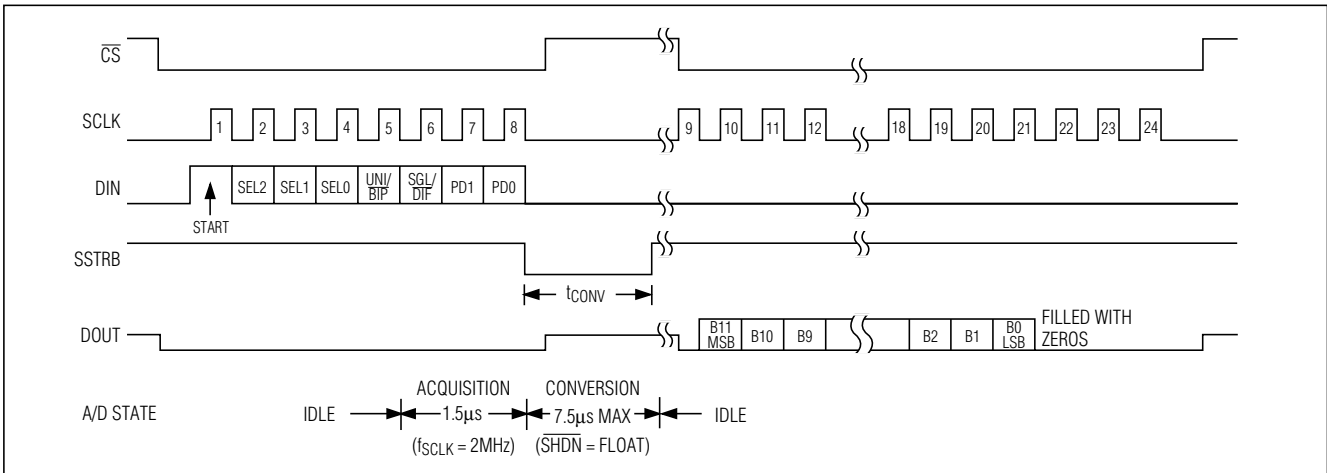 CS
SCLK
1 2 3 4 5 6 7 8 9 10 11 12 18 19 20 21 22 23 24
DIN
SEL2 SEL1 SEL0 UNI/ BIP SGL/ DIF PD1 PD0
START
SSTRB
tCONV
DOUT
B11 MSB B10 B9 B2 B1 B0 LSB
FILLED WITH
ZEROS
A/D STATE
IDLE
ACQUISITION
1.5µs
(fSCLK = 2MHz)
CONVERSION
7.5µs MAX
(SHDN = FLOAT)
IDLE